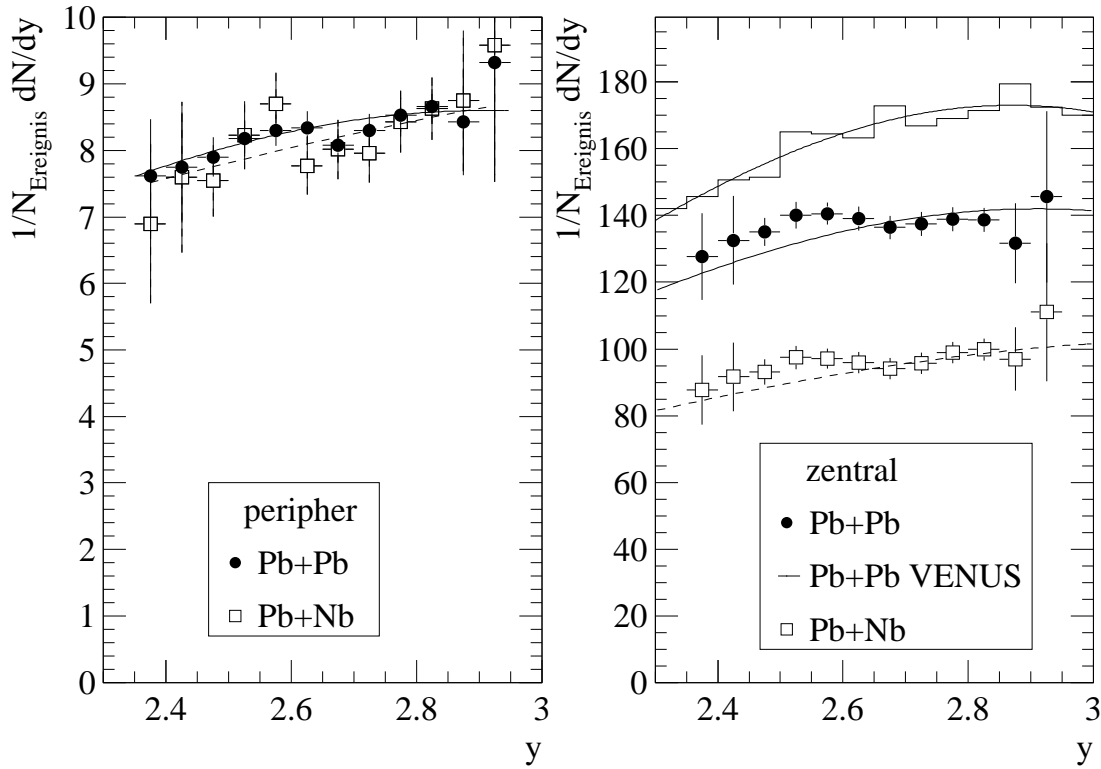 1/N_Ereignis dN/dy
10
9
8
7
6
5
4
3
2
1
0
peripher
Pb+Pb
Pb+Nb
2.4
2.6
2.8
3
y
1/N_Ereignis dN/dy
180
160
140
120
100
80
60
40
20
0
zentral
Pb+Pb
Pb+Pb VENUS
Pb+Nb
2.4
2.6
2.8
3
y